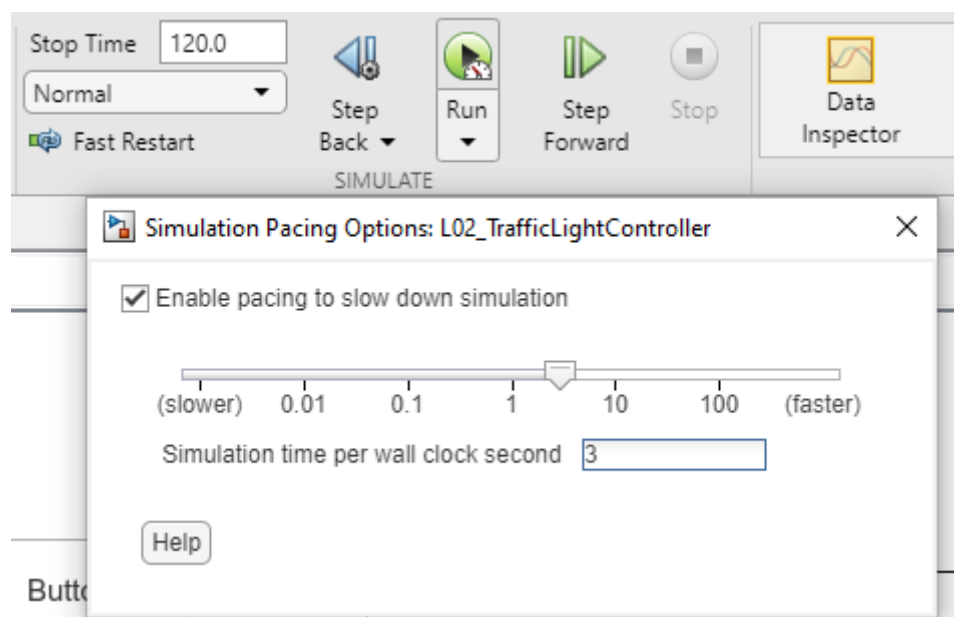 Stop Time 120.0
Normal
Fast Restart
Step
Back
Run
Step
Forward
Stop
Data
Inspector
SIMULATE
Simulation Pacing Options: L02_TrafficLightController
Enable pacing to slow down simulation
(slower) 0.01 0.1 1 10 100 (faster)
Simulation time per wall clock second 3
Help
Butto